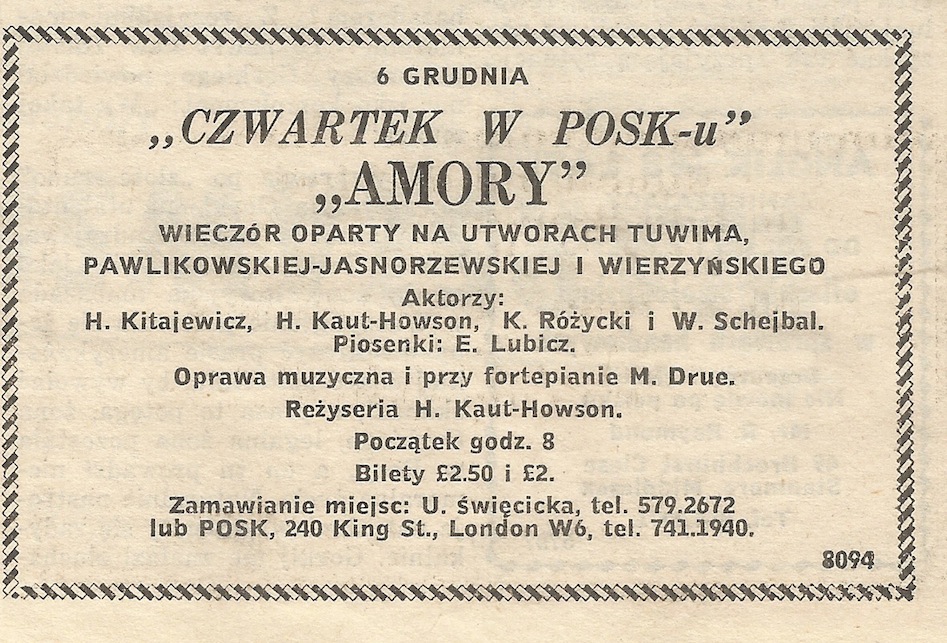 6 GRUDNIA
„CZWARTEK W POSK-u”
„AMORY”
WIECZÓR OPARTY NA UTWORACH TUWIMA,
PAWLIKOWSKIEJ-JASNORZEWSKIEJ I WIERZYŃSKIEGO
Aktorzy:
H. Kitajewicz, H. Kaut-Howson, K. Różycki i W. Schejbal.
Piosenki: E. Lubicz.
Oprawa muzyczna i przy fortepianie M. Drue.
Reżyseria H. Kaut-Howson.
Początek godz. 8
Bilety £2.50 i £2.
Zamawianie miejsc: U. Święcicka, tel. 579.2672
lub POSK, 240 King St., London W6, tel. 741.1940.
8094